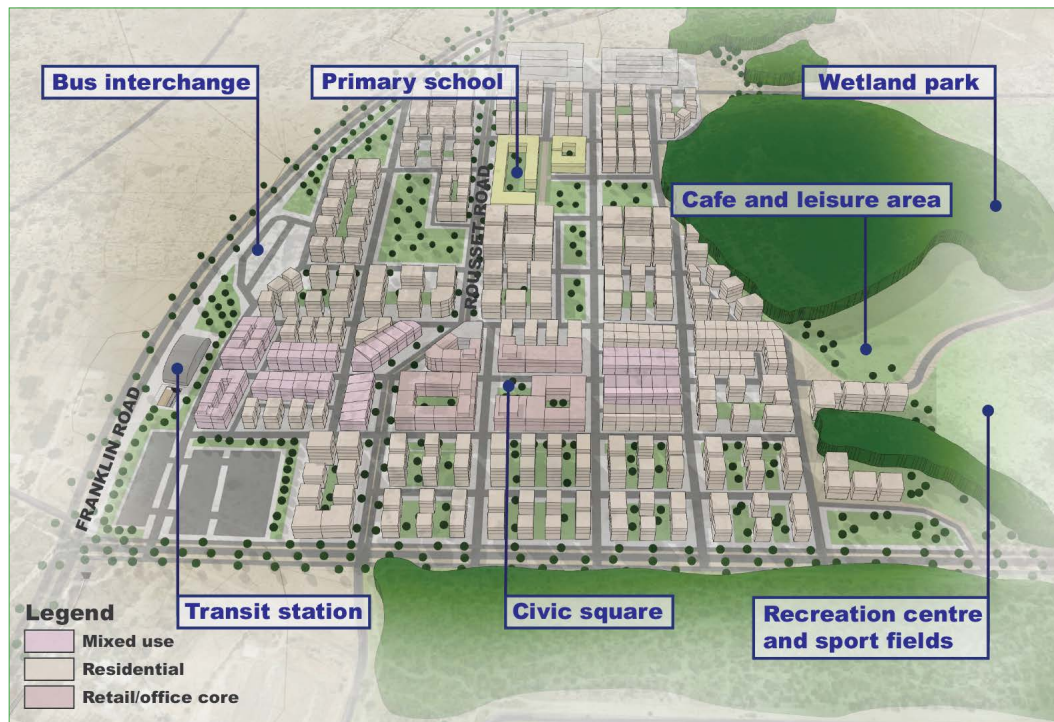 Bus interchange
Primary school
Wetland park
Cafe and leisure area
ROUSSET ROAD
FRANKLIN ROAD
Transit station
Civic square
Recreation centre
and sport fields
Legend
Mixed use
Residential
Retail/office core